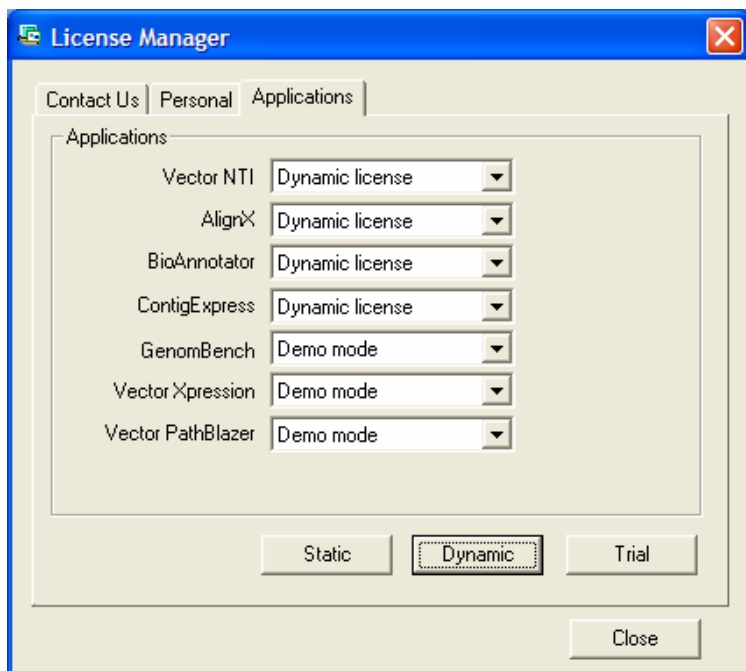 License Manager
Contact Us Personal Applications
Applications
Vector NTI Dynamic license
AlignX Dynamic license
BioAnnotator Dynamic license
ContigExpress Dynamic license
GenomBench Demo mode
Vector Xpression Demo mode
Vector PathBlazer Demo mode
Static Dynamic Trial
Close